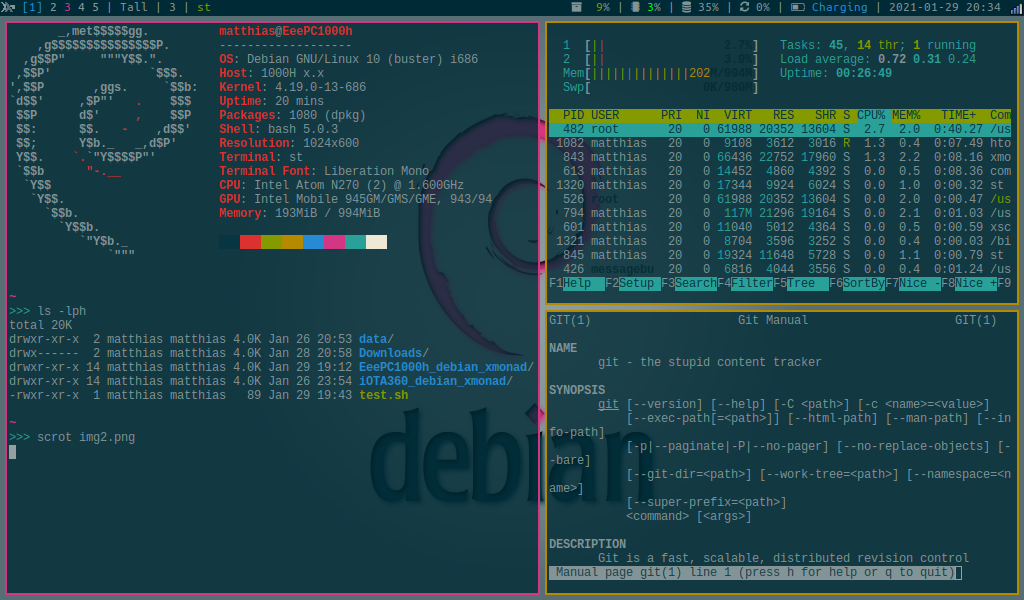 [1] 2 3 4 5 | Tall | 3 | st
9% | 3% | 35% | 0% | Charging | 2021-01-29 20:34
_,met$$$$$gg.
,g$$$$$$$$$$$$$$$P.
,g$$P"     """Y$$.".
,$$P'              `$$$.
',$$P       ,ggs.     `$$b:
`d$$'     ,$P"'   .    $$$
$$P      d$'     ,    $$P
$$:      $$.   -    ,d$$'
$$;      Y$b._   _,d$P'
Y$$.    `.`"Y$$$$P"'
`$$b      "-.__
`Y$$
`Y$$.
`$$b.
`Y$$b.
`"Y$b._
`"""
matthias@EeePC1000h
-------------------
OS: Debian GNU/Linux 10 (buster) i686
Host: 1000H x.x
Kernel: 4.19.0-13-686
Uptime: 20 mins
Packages: 1080 (dpkg)
Shell: bash 5.0.3
Resolution: 1024x600
Terminal: st
Terminal Font: Liberation Mono
CPU: Intel Atom N270 (2) @ 1.600GHz
GPU: Intel Mobile 945GM/GMS/GME, 943/94
Memory: 193MiB / 994MiB
~
>>> ls -lph
total 20K
drwxr-xr-x  2 matthias matthias 4.0K Jan 26 20:53 data/
drwx------  2 matthias matthias 4.0K Jan 28 20:58 Downloads/
drwxr-xr-x 14 matthias matthias 4.0K Jan 29 19:12 EeePC1000h_debian_xmonad/
drwxr-xr-x 14 matthias matthias 4.0K Jan 26 23:54 iOTA360_debian_xmonad/
-rwxr-xr-x  1 matthias matthias   89 Jan 29 19:43 test.sh
~
>>> scrot img2.png
debian
1  [||  2.7%]
2  [||  3.9%]
Mem[||||||||||||||202M/994M]
Swp[  0K/980M]
Tasks: 45, 14 thr; 1 running
Load average: 0.72 0.31 0.24
Uptime: 00:26:49
PID USER      PRI  NI  VIRT   RES   SHR S CPU% MEM%   TIME+  Com
482 root       20   0 61988 20352 13604 S  2.7  2.0  0:40.27 /us
1082 matthias   20   0  9108  3612  3016 R  1.3  0.4  0:07.49 hto
843 matthias   20   0 66436 22752 17960 S  1.3  2.2  0:08.16 xmo
613 matthias   20   0 14452  4860  4392 S  0.0  0.5  0:08.36 com
1320 matthias   20   0 17344  9924  6024 S  0.0  1.0  0:00.32 st
526 root       20   0 61988 20352 13604 S  0.0  2.0  0:00.47 /us
794 matthias   20   0  117M 21296 19164 S  0.0  2.1  0:01.03 /us
601 matthias   20   0 11040  5012  4364 S  0.0  0.5  0:00.59 xsc
1321 matthias   20   0  8704  3596  3252 S  0.0  0.4  0:00.03 /bi
845 matthias   20   0 19324 11648  5728 S  0.0  1.1  0:00.79 st
426 messagebu  20   0  6816  4044  3556 S  0.0  0.4  0:01.24 /us
F1Help  F2Setup F3SearchF4FilterF5Tree  F6SortByF7Nice -F8Nice +F9
GIT(1)                     Git Manual                     GIT(1)
NAME
git - the stupid content tracker
SYNOPSIS
git [--version] [--help] [-C <path>] [-c <name>=<value>]
[--exec-path[=<path>]] [--html-path] [--man-path] [--in
fo-path]
[-p|--paginate|-P|--no-pager] [--no-replace-objects] [-
-bare]
[--git-dir=<path>] [--work-tree=<path>] [--namespace=<n
ame>]
[--super-prefix=<path>]
<command> [<args>]
DESCRIPTION
Git is a fast, scalable, distributed revision control
Manual page git(1) line 1 (press h for help or q to quit)